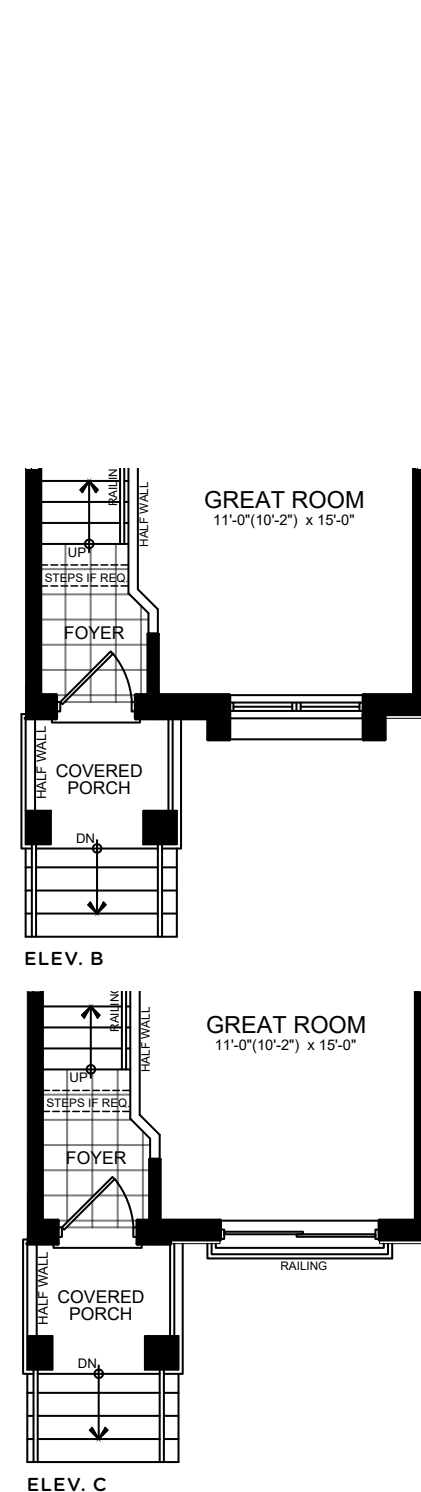 RAILING
HALF WALL
GREAT ROOM
11'-0"(10'-2") x 15'-0"
UP
STEPS IF REQ.
FOYER
HALF WALL
COVERED
PORCH
DN
ELEV. B
RAILING
HALF WALL
GREAT ROOM
11'-0"(10'-2") x 15'-0"
UP
STEPS IF REQ.
FOYER
RAILING
HALF WALL
COVERED
PORCH
DN
ELEV. C